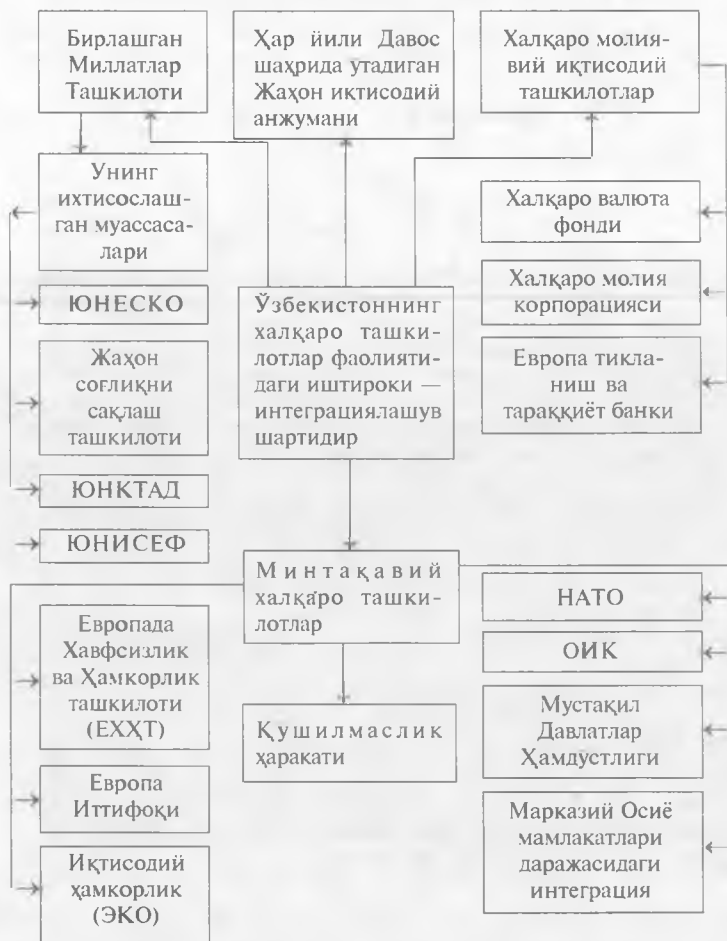 Бирлашган
Миллатлар
Ташкилоти
Ҳар йили Давос
шаҳрида утадиган
Жаҳон иқтисодий
анжумани
Халқаро молия-
вий иқтисодий
ташкилотлар
Унинг
ихтисослаш-
ган муассаса-
лари
ЮНЕСКО
Жаҳон
соғлиқни
сақлаш
ташкилоти
ЮНКТАД
ЮНИСЕФ
Ўзбекистоннинг
халқаро ташки-
лотлар фаолияти-
даги иштироки —
интеграциялашув
шартидир
Халқаро валюта
фонди
Халқаро молия
корпорацияси
Европа тикла-
ниш ва
тараққиёт банки
Минтақавий
халқаро ташки-
лотлар
Европада
Хавфсизлик
ва Ҳамкорлик
ташкилоти
(ЕХҲТ)
Европа
Иттифоқи
Иқтисодий
ҳамкорлик
(ЭКО)
Қушилмаслик
ҳаракати
НАТО
ОИК
Мустақил
Давлатлар
Ҳамдустлиги
Марказий Осиё
мамлакатлари
даражасидаги
интеграция